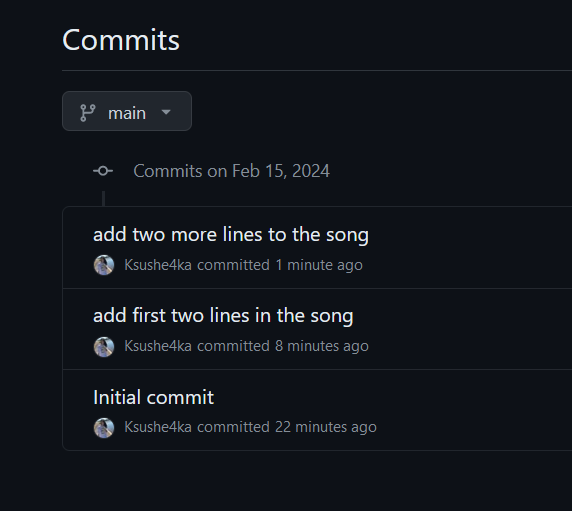 Commits
main
Commits on Feb 15, 2024
add two more lines to the song
Ksushe4ka committed 1 minute ago
add first two lines in the song
Ksushe4ka committed 8 minutes ago
Initial commit
Ksushe4ka committed 22 minutes ago